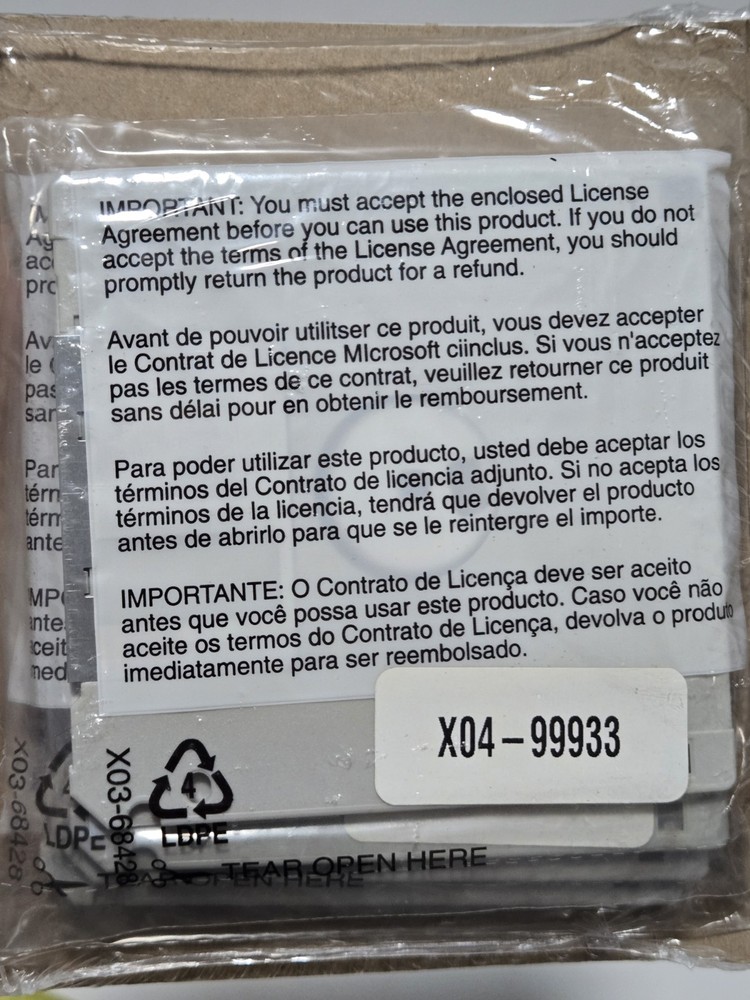 IMPORTANT: You must accept the enclosed License
Agreement before you can use this product. If you do not
accept the terms of the License Agreement, you should
promptly return the product for a refund.
Avant de pouvoir utilitser ce produit, vous devez accepter
le Contrat de Licence MIcrosoft ciinclus. Si vous n'acceptez
pas les termes de ce contrat, veuillez retourner ce produit
sans délai pour en obtenir le remboursement.
Para poder utilizar este producto, usted debe aceptar los
términos del Contrato de licencia adjunto. Si no acepta los
términos de la licencia, tendrá que devolver el producto
antes de abrirlo para que se le reintergre el importe.
IMPORTANTE: O Contrato de Licença deve ser aceito
antes que você possa usar este producto. Caso você não
aceite os termos do Contrato de Licença, devolva o produto
imediatamente para ser reembolsado.
X04-99933
X03-68428
4
LDPE
TEAR OPEN HERE
X03-68428
LDPE